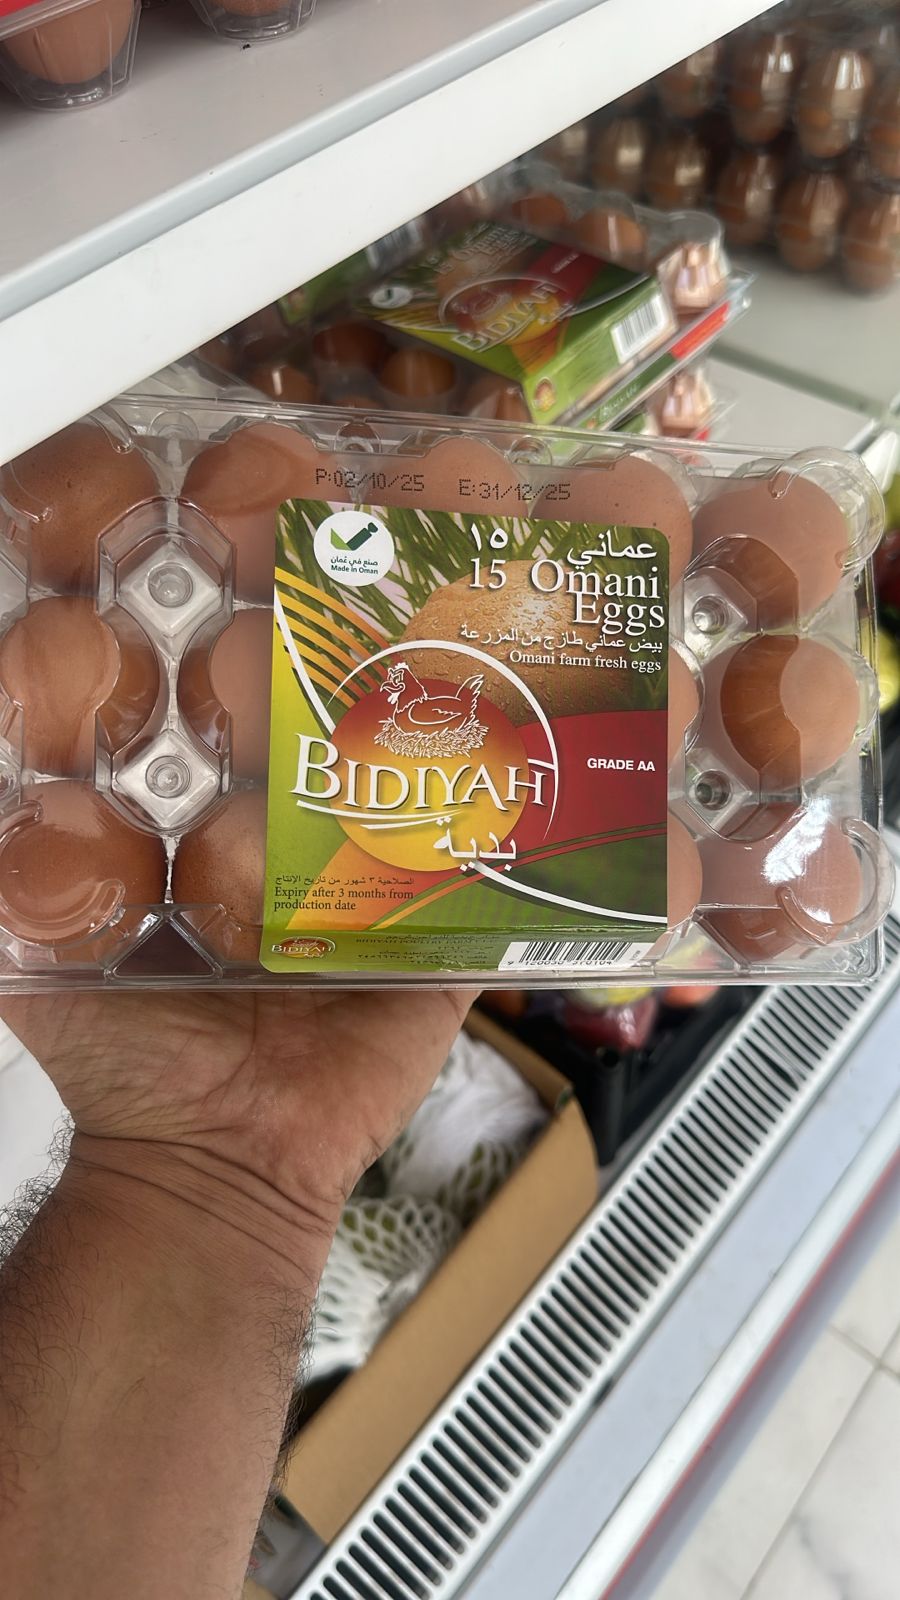 P:02/10/25 E:31/12/25
صنع في عُمان
Made in Oman
١٥ عماني
15 Omani
Eggs
بيض عماني طازج من المزرعة
Omani farm fresh eggs
BIDIYAH
بدية
GRADE AA
الصلاحية ٣ شهور من تاريخ الإنتاج
Expiry after 3 months from
production date
BIDIYAH
BIDIYAH